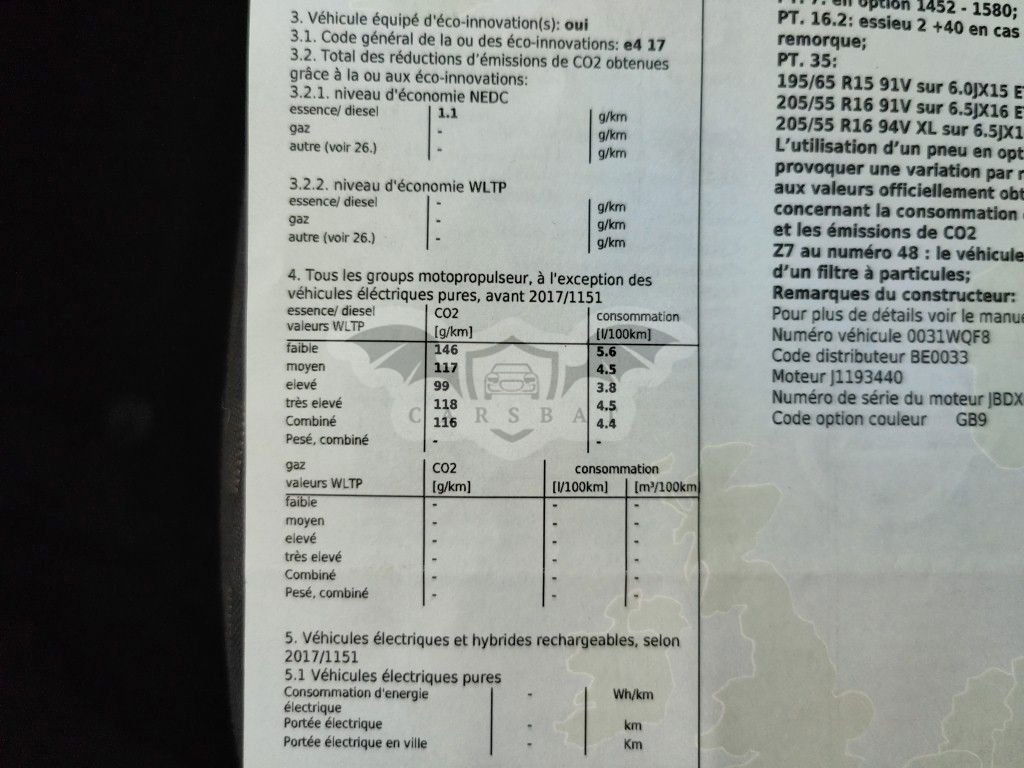 3. Véhicule équipé d'éco-innovation(s): oui
3.1. Code général de la ou des éco-innovations: e4 17
3.2. Total des réductions d'émissions de CO2 obtenues
grâce à la ou aux éco-innovations:
3.2.1. niveau d'économie NEDC
essence/ diesel 1.1 g/km
gaz - g/km
autre (voir 26.) - g/km
3.2.2. niveau d'économie WLTP
essence/ diesel - g/km
gaz - g/km
autre (voir 26.) - g/km
4. Tous les groups motopropulseur, à l'exception des
véhicules éléctriques pures, avant 2017/1151
essence/ diesel CO2 consommation
valeurs WLTP [g/km] [l/100km]
faible 146 5.6
moyen 117 4.5
elevé 99 3.8
très elevé 118 4.5
Combiné 116 4.4
Pesé, combiné - -
CARSBA
gaz CO2 consommation
valeurs WLTP [g/km] [l/100km] [m³/100km]
faible - - -
moyen - - -
elevé - - -
très elevé - - -
Combiné - - -
Pesé, combiné - - -
5. Véhicules électriques et hybrides rechargeables, selon
2017/1151
5.1 Véhicules électriques pures
Consommation d'energie - Wh/km
électrique
Portée électrique - km
Portée électrique en ville - Km
en option 1452 - 1580;
PT. 16.2: essieu 2 +40 en cas
remorque;
PT. 35:
195/65 R15 91V sur 6.0JX15
205/55 R16 91V sur 6.5JX16
205/55 R16 94V XL sur 6.5JX1
L'utilisation d'un pneu en opt
provoquer une variation par
aux valeurs officiellement obt
concernant la consommation
et les émissions de CO2
Z7 au numéro 48 : le véhicule
d'un filtre à particules;
Remarques du constructeur:
Pour plus de détails voir le manue
Numéro véhicule 0031WQF8
Code distributeur BE0033
Moteur J1193440
Numéro de série du moteur JBDX
Code option couleur GB9